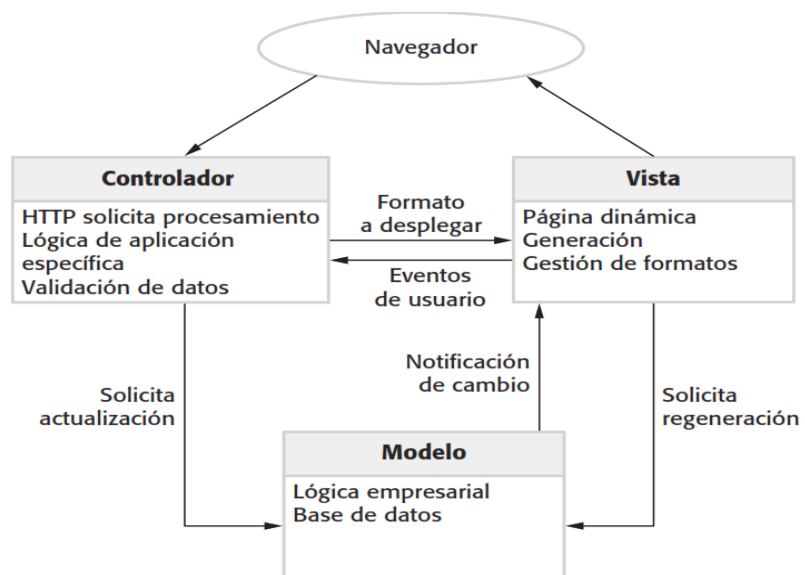 Navegador
Controlador
HTTP solicita procesamiento
Lógica de aplicación
específica
Validación de datos
Formato
a desplegar
Eventos
de usuario
Vista
Página dinámica
Generación
Gestión de formatos
Solicita
actualización
Notificación
de cambio
Solicita
regeneración
Modelo
Lógica empresarial
Base de datos